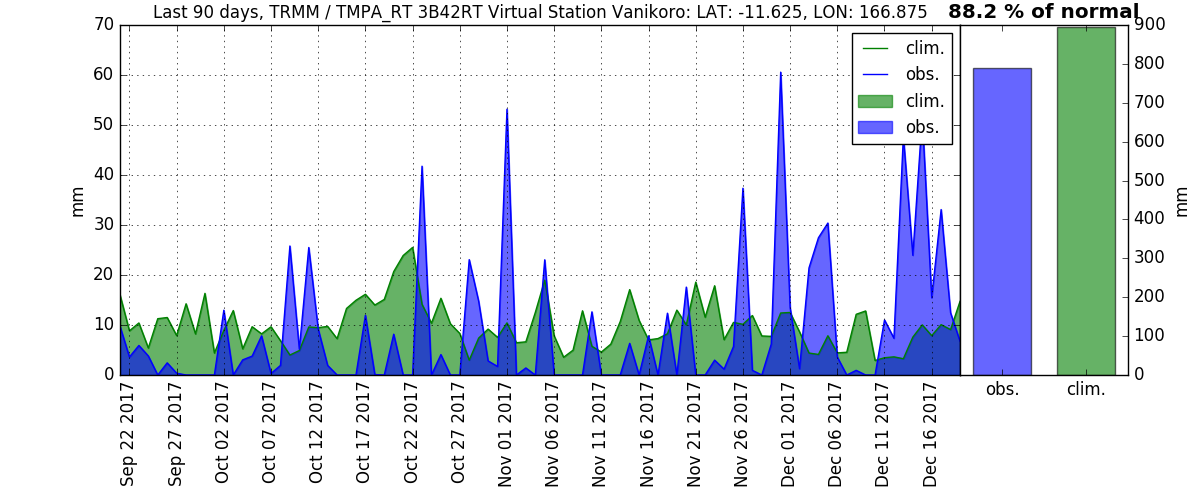 Last 90 days, TRMM / TMPA_RT 3B42RT Virtual Station Vanikoro: LAT: -11.625, LON: 166.875
88.2 % of normal
70
60
50
40
30
20
10
0
mm
clim.
obs.
clim.
obs.
900
800
700
600
500
400
300
200
100
0
mm
Sep 22 2017
Sep 27 2017
Oct 02 2017
Oct 07 2017
Oct 12 2017
Oct 17 2017
Oct 22 2017
Oct 27 2017
Nov 01 2017
Nov 06 2017
Nov 11 2017
Nov 16 2017
Nov 21 2017
Nov 26 2017
Dec 01 2017
Dec 06 2017
Dec 11 2017
Dec 16 2017
obs.
clim.